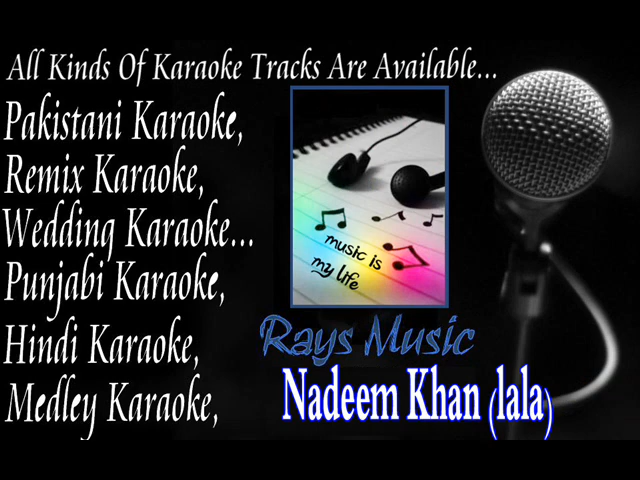 All Kinds Of Karaoke Tracks Are Available...
Pakistani Karaoke,
Remix Karaoke,
Wedding Karaoke...
Punjabi Karaoke,
Hindi Karaoke,
Medley Karaoke,
music is
my life
Rays Music
Nadeem Khan (lala)